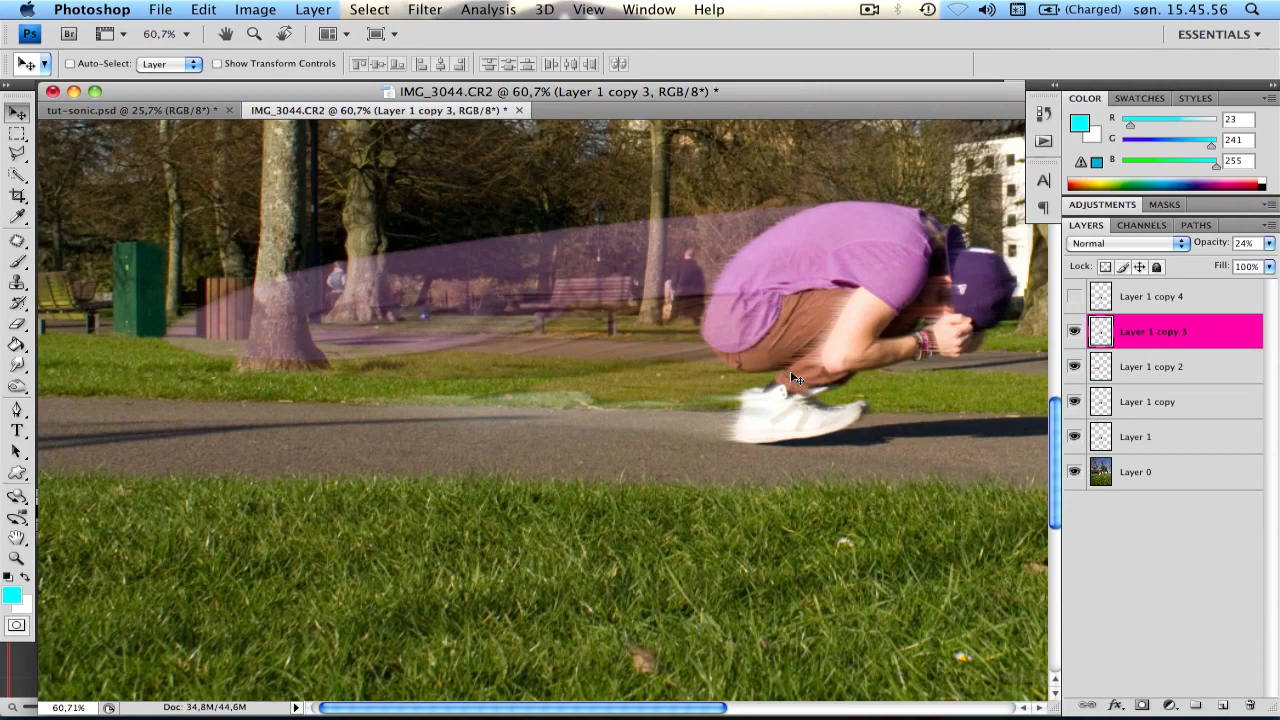 Photoshop File Edit Image Layer Select Filter Analysis 3D View Window Help (Charged) søn. 15.45.56
Ps Br 60,7% ESSENTIALS
Auto-Select: Layer Show Transform Controls
IMG_3044.CR2 @ 60,7% (Layer 1 copy 3, RGB/8*) *
tut-sonic.psd @ 25,7% (RGB/8*) * IMG_3044.CR2 @ 60,7% (Layer 1 copy 3, RGB/8*) *
COLOR SWATCHES STYLES
R 23
G 241
B 255
ADJUSTMENTS MASKS
LAYERS CHANNELS PATHS
Normal Opacity: 24%
Lock: Fill: 100%
Layer 1 copy 4
Layer 1 copy 3
Layer 1 copy 2
Layer 1 copy
Layer 1
Layer 0
60,71% Doc: 34,8M/44,6M